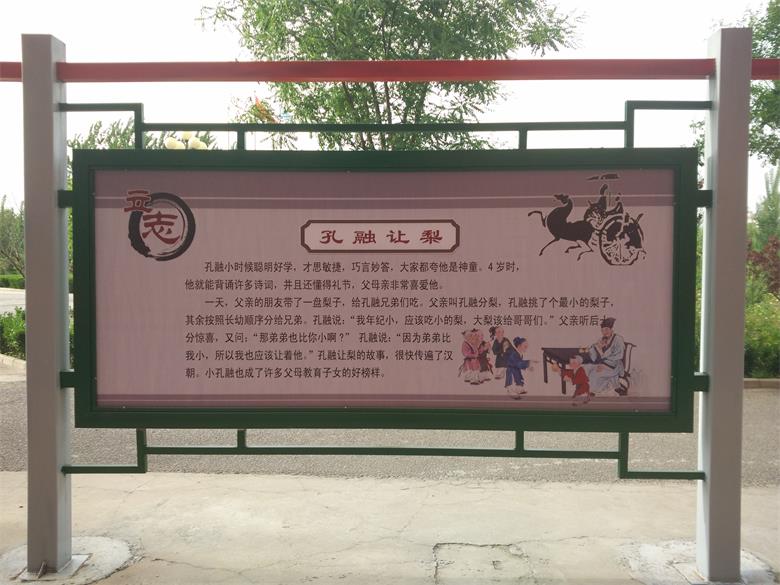 立志
孔融让梨
孔融小时候聪明好学，才思敏捷，巧言妙答，大家都夸他是神童。4岁时，
他就能背诵许多诗词，并且还懂得礼节，父母亲非常喜爱他。
一天，父亲的朋友带了一盘梨子，给孔融兄弟们吃。父亲叫孔融分梨，孔融挑了个最小的梨子，
其余按照长幼顺序分给兄弟。孔融说：“我年纪小，应该吃小的梨，大梨该给哥哥们。”父亲听后十
分惊喜，又问：“那弟弟也比你小啊？” 孔融说：“因为弟弟比
我小，所以我也应该让着他。”孔融让梨的故事，很快传遍了汉
朝。小孔融也成了许多父母教育子女的好榜样。